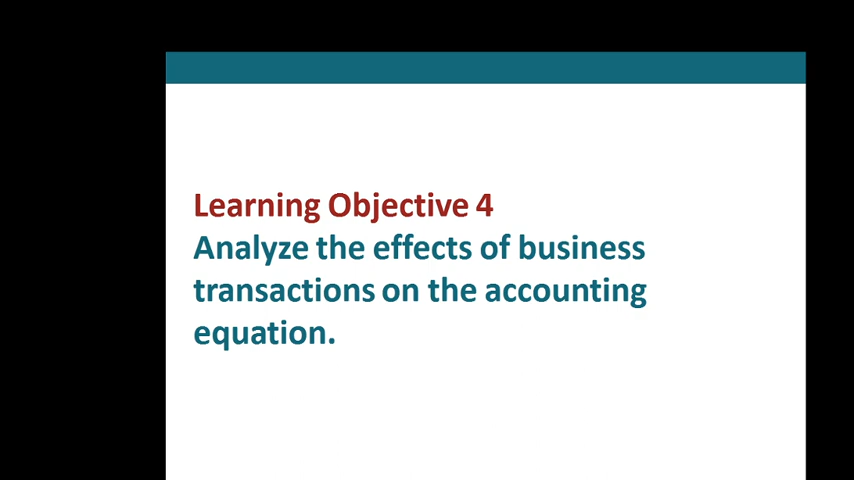 Learning Objective 4
Analyze the effects of business
transactions on the accounting
equation.